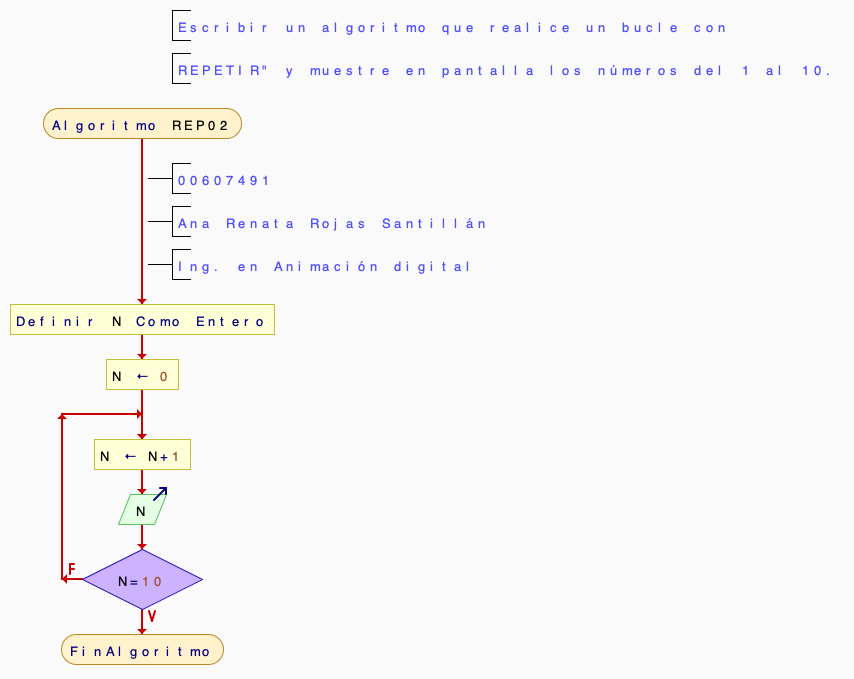 Escribir un algoritmo que realice un bucle con
REPETIR" y muestre en pantalla los números del 1 al 10.
Algoritmo REP02
00607491
Ana Renata Rojas Santillán
Ing. en Animación digital
Definir N Como Entero
N ← 0
N ← N+1
N
N=10
F
V
FinAlgoritmo